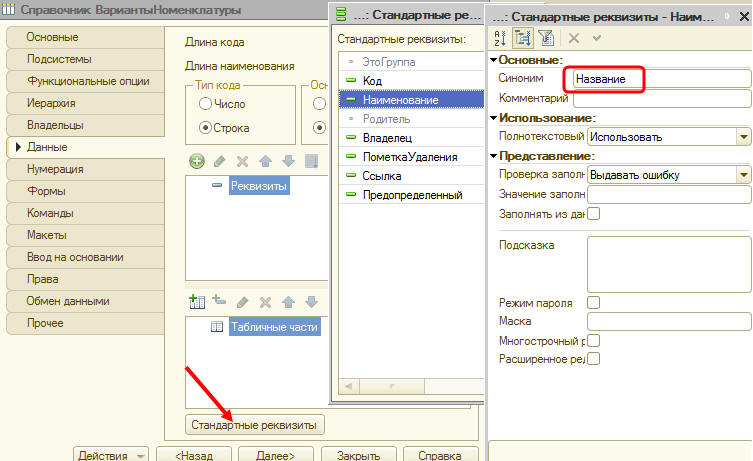 Справочник ВариантыНоменклатуры
Основные
Подсистемы
Функциональные опции
Иерархия
Владельцы
Данные
Нумерация
Формы
Команды
Макеты
Ввод на основании
Права
Обмен данными
Прочее
Длина кода
Длина наименования
Тип кода
Осн
Число
Строка
Реквизиты
Табличные части
Стандартные реквизиты
Действия
<Назад
Далее>
Закрыть
Справка
...: Стандартные ре...
Стандартные реквизиты:
ЭтоГруппа
Код
Наименование
Родитель
Владелец
ПометкаУдаления
Ссылка
Предопределенный
...: Стандартные реквизиты - Наим...
Основные:
Синоним
Название
Комментарий
Использование:
Полнотекстовый
Использовать
Представление:
Проверка заполн
Выдавать ошибку
Значение заполн
Заполнять из дан
Подсказка
Режим пароля
Маска
Многострочный р
Расширенное ред